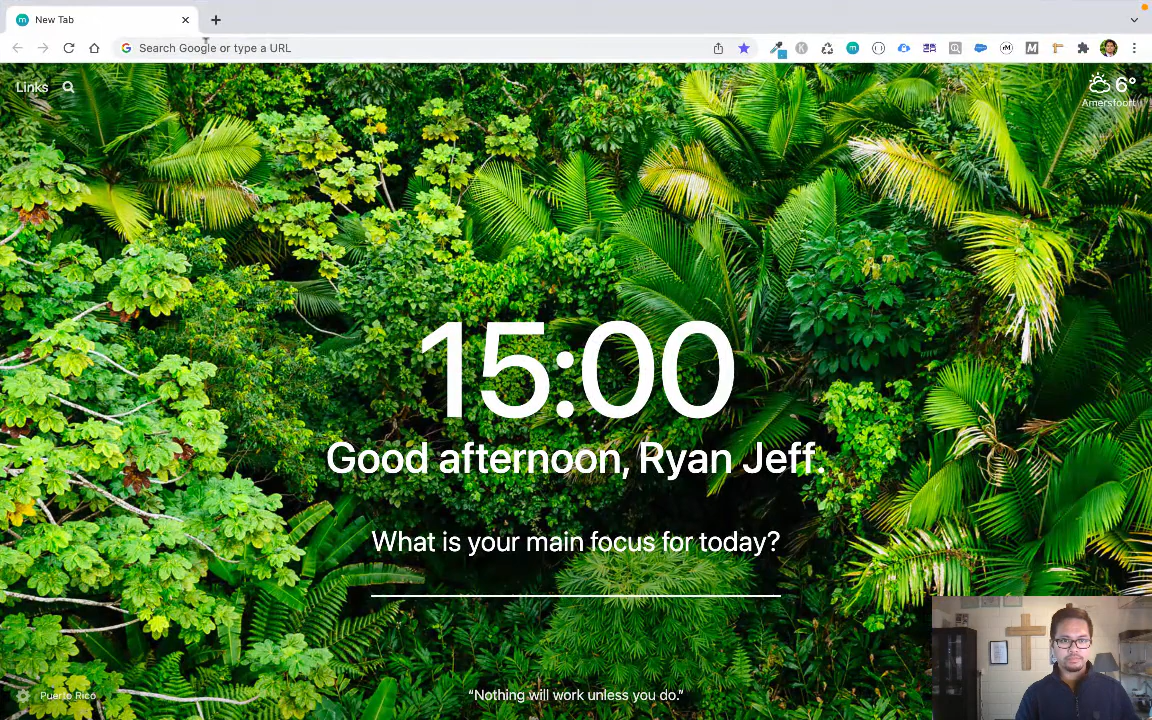 New Tab
Search Google or type a URL
Links
6°
Amersfoort
15:00
Good afternoon, Ryan Jeff.
What is your main focus for today?
Puerto Rico
“Nothing will work unless you do.”